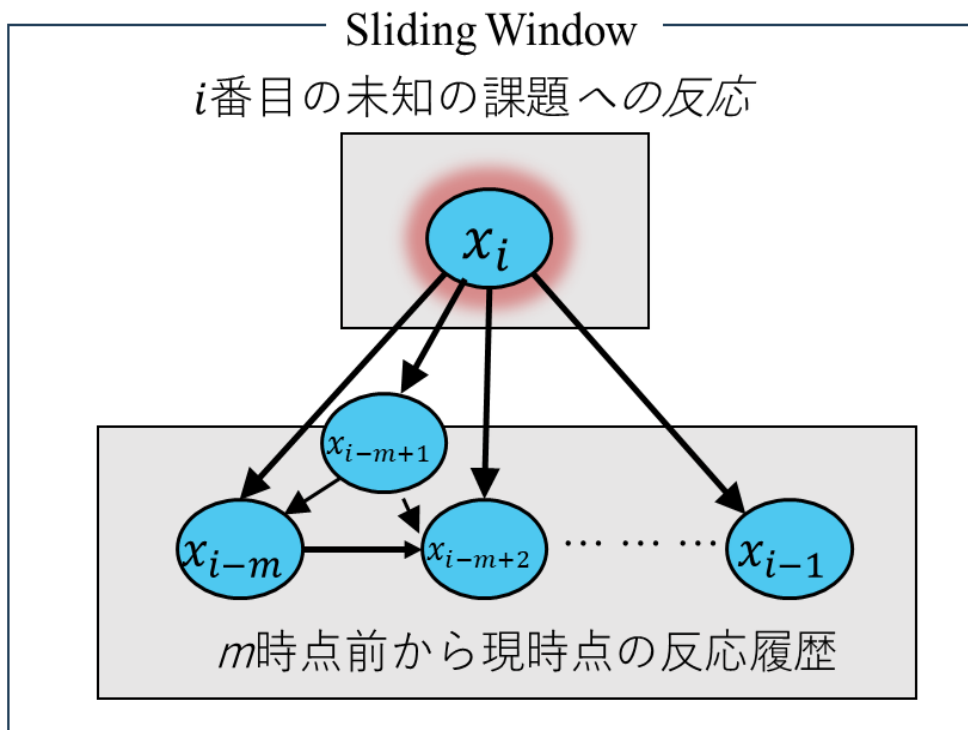 Sliding Window
i番目の未知の課題への反応
x_i
x_{i−m+1}
x_{i−m}
x_{i−m+2}
… … …
x_{i−1}
m時点前から現時点の反応履歴